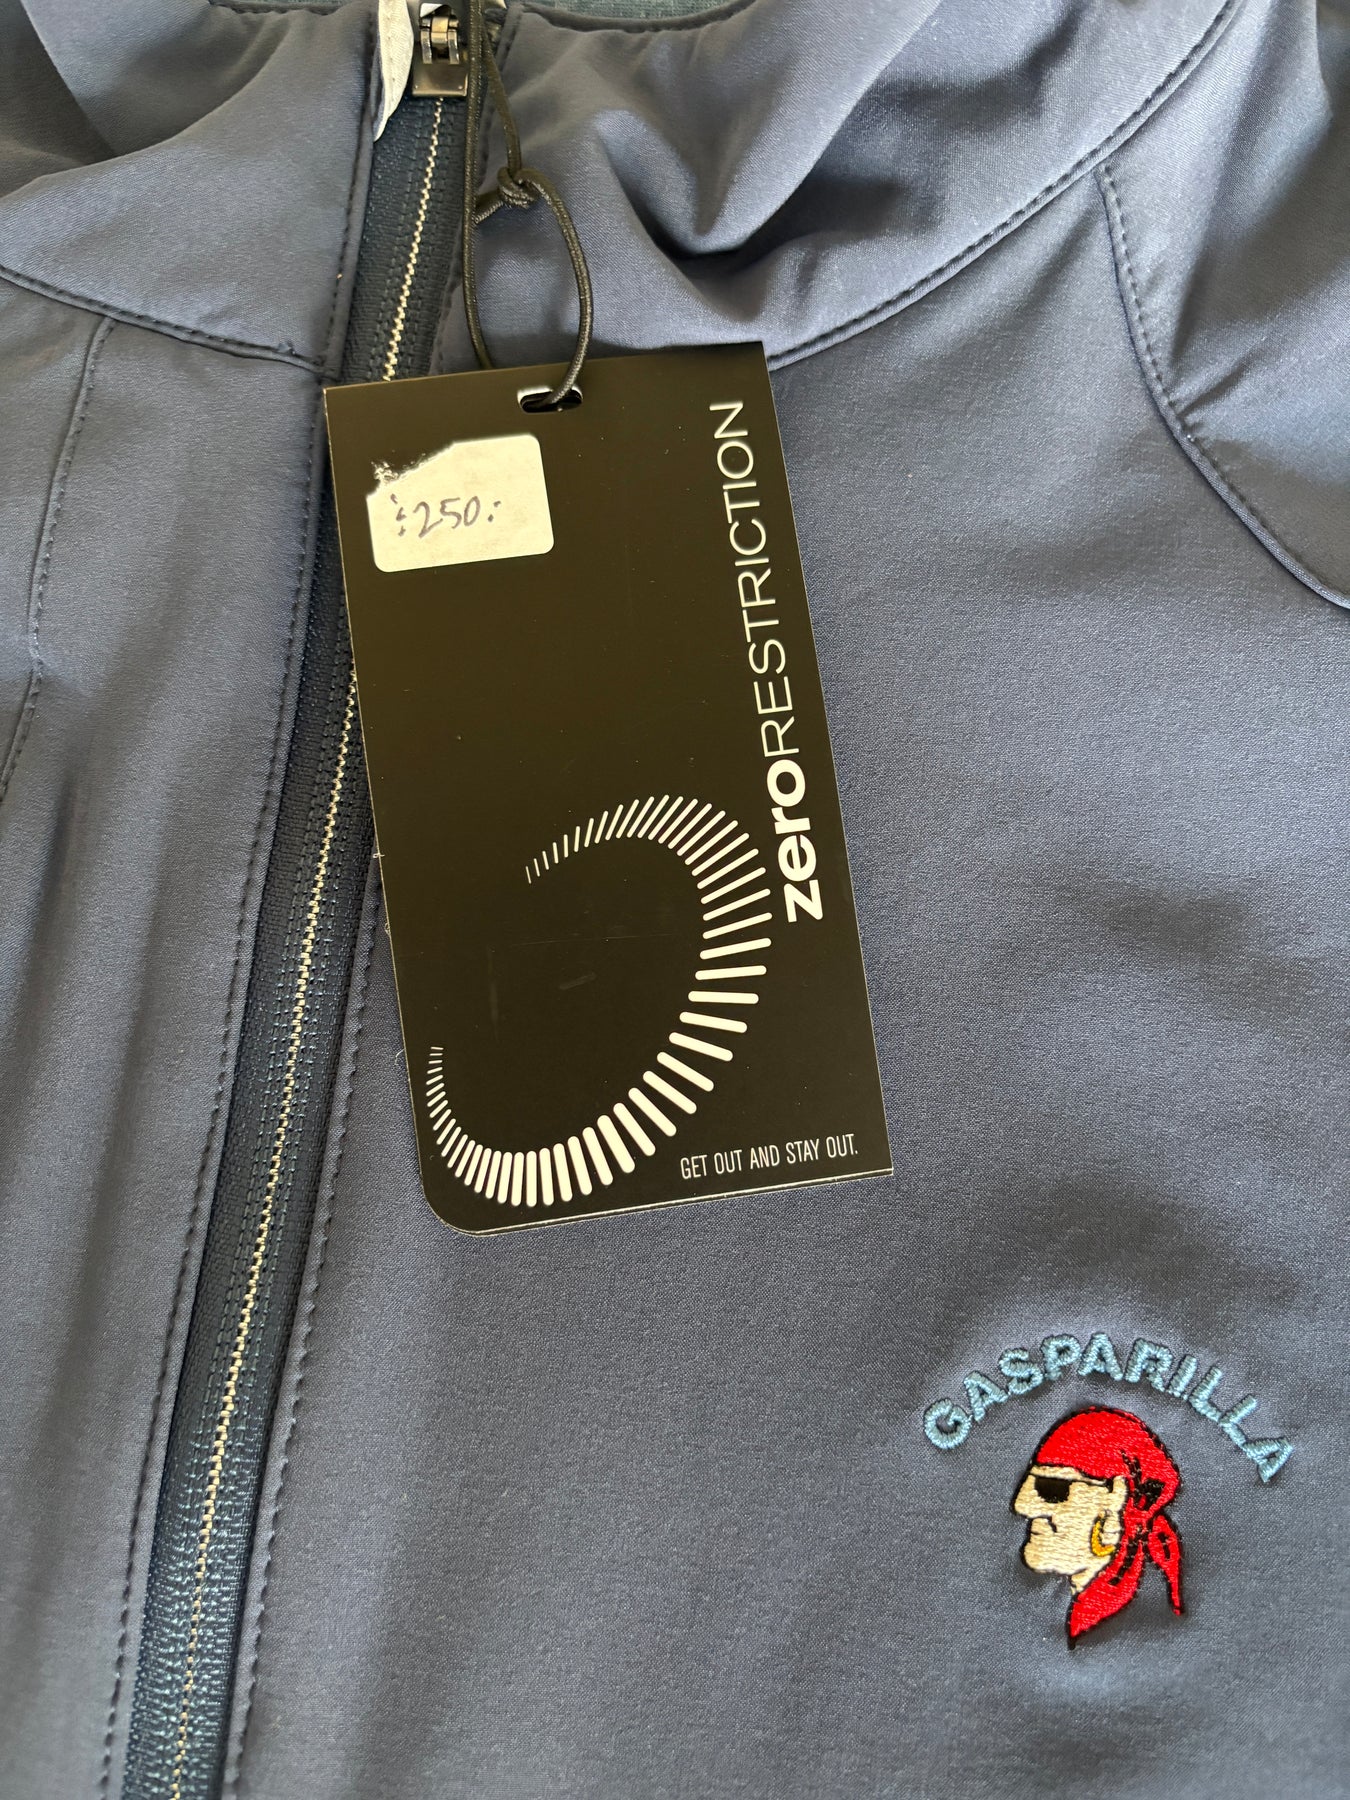 :250:
zeroRESTRICTION
GET OUT AND STAY OUT.
GASPARILLA